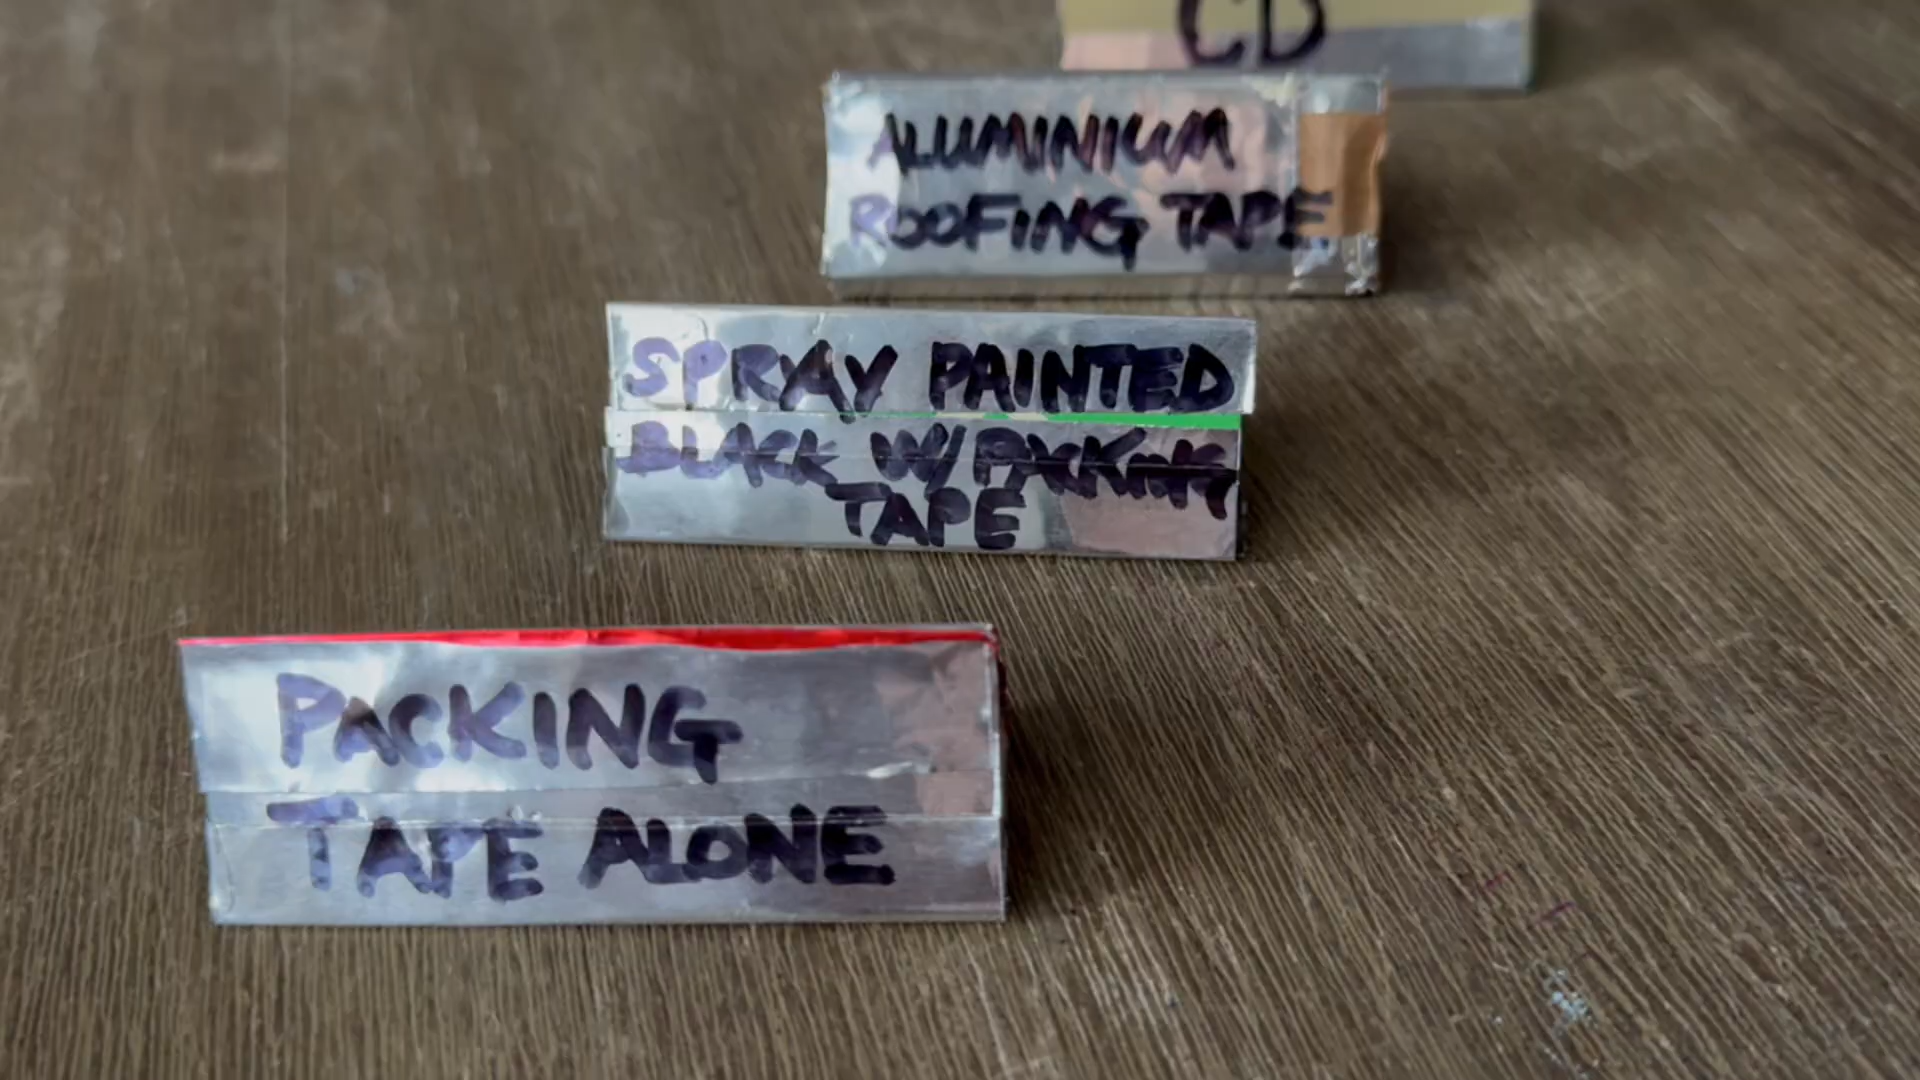 CD
ALUMINIUM
ROOFING TAPE
SPRAY PAINTED
BLACK W/ PACKING
TAPE
PACKING
TAPE ALONE